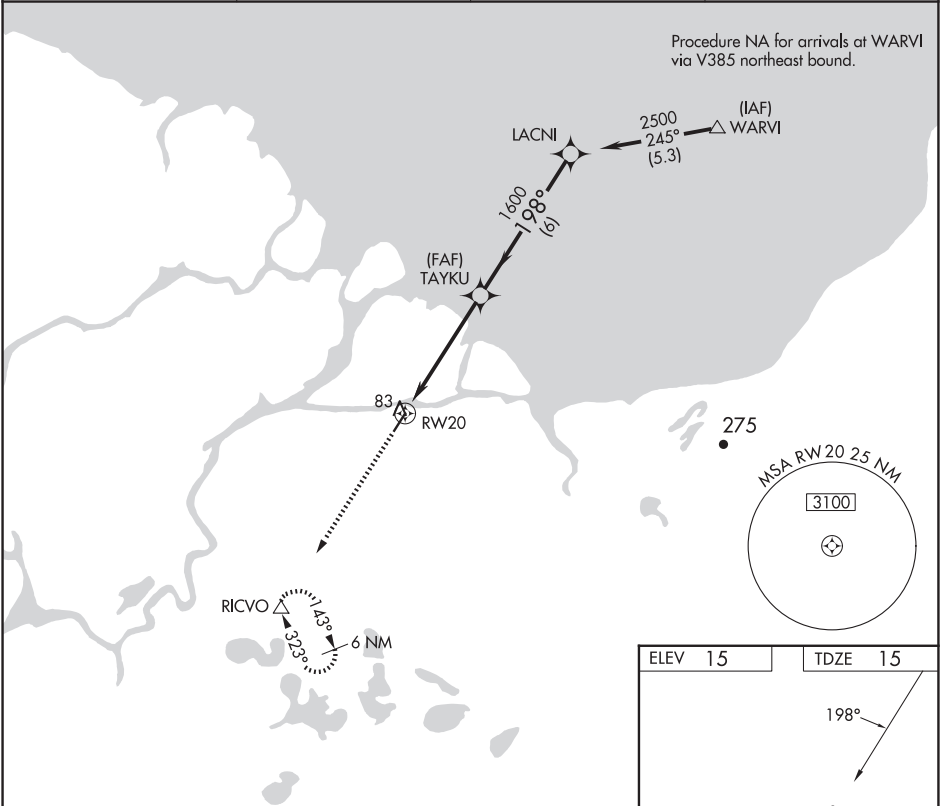 Procedure NA for arrivals at WARVI
via V385 northeast bound.
(IAF)
WARVI
2500
245°
(5.3)
LACNI
1600
198°
(6)
(FAF)
TAYKU
83
RW20
275
MSA RW 20 25 NM
3100
RICVO
143°
323°
6 NM
ELEV 15
TDZE 15
198°